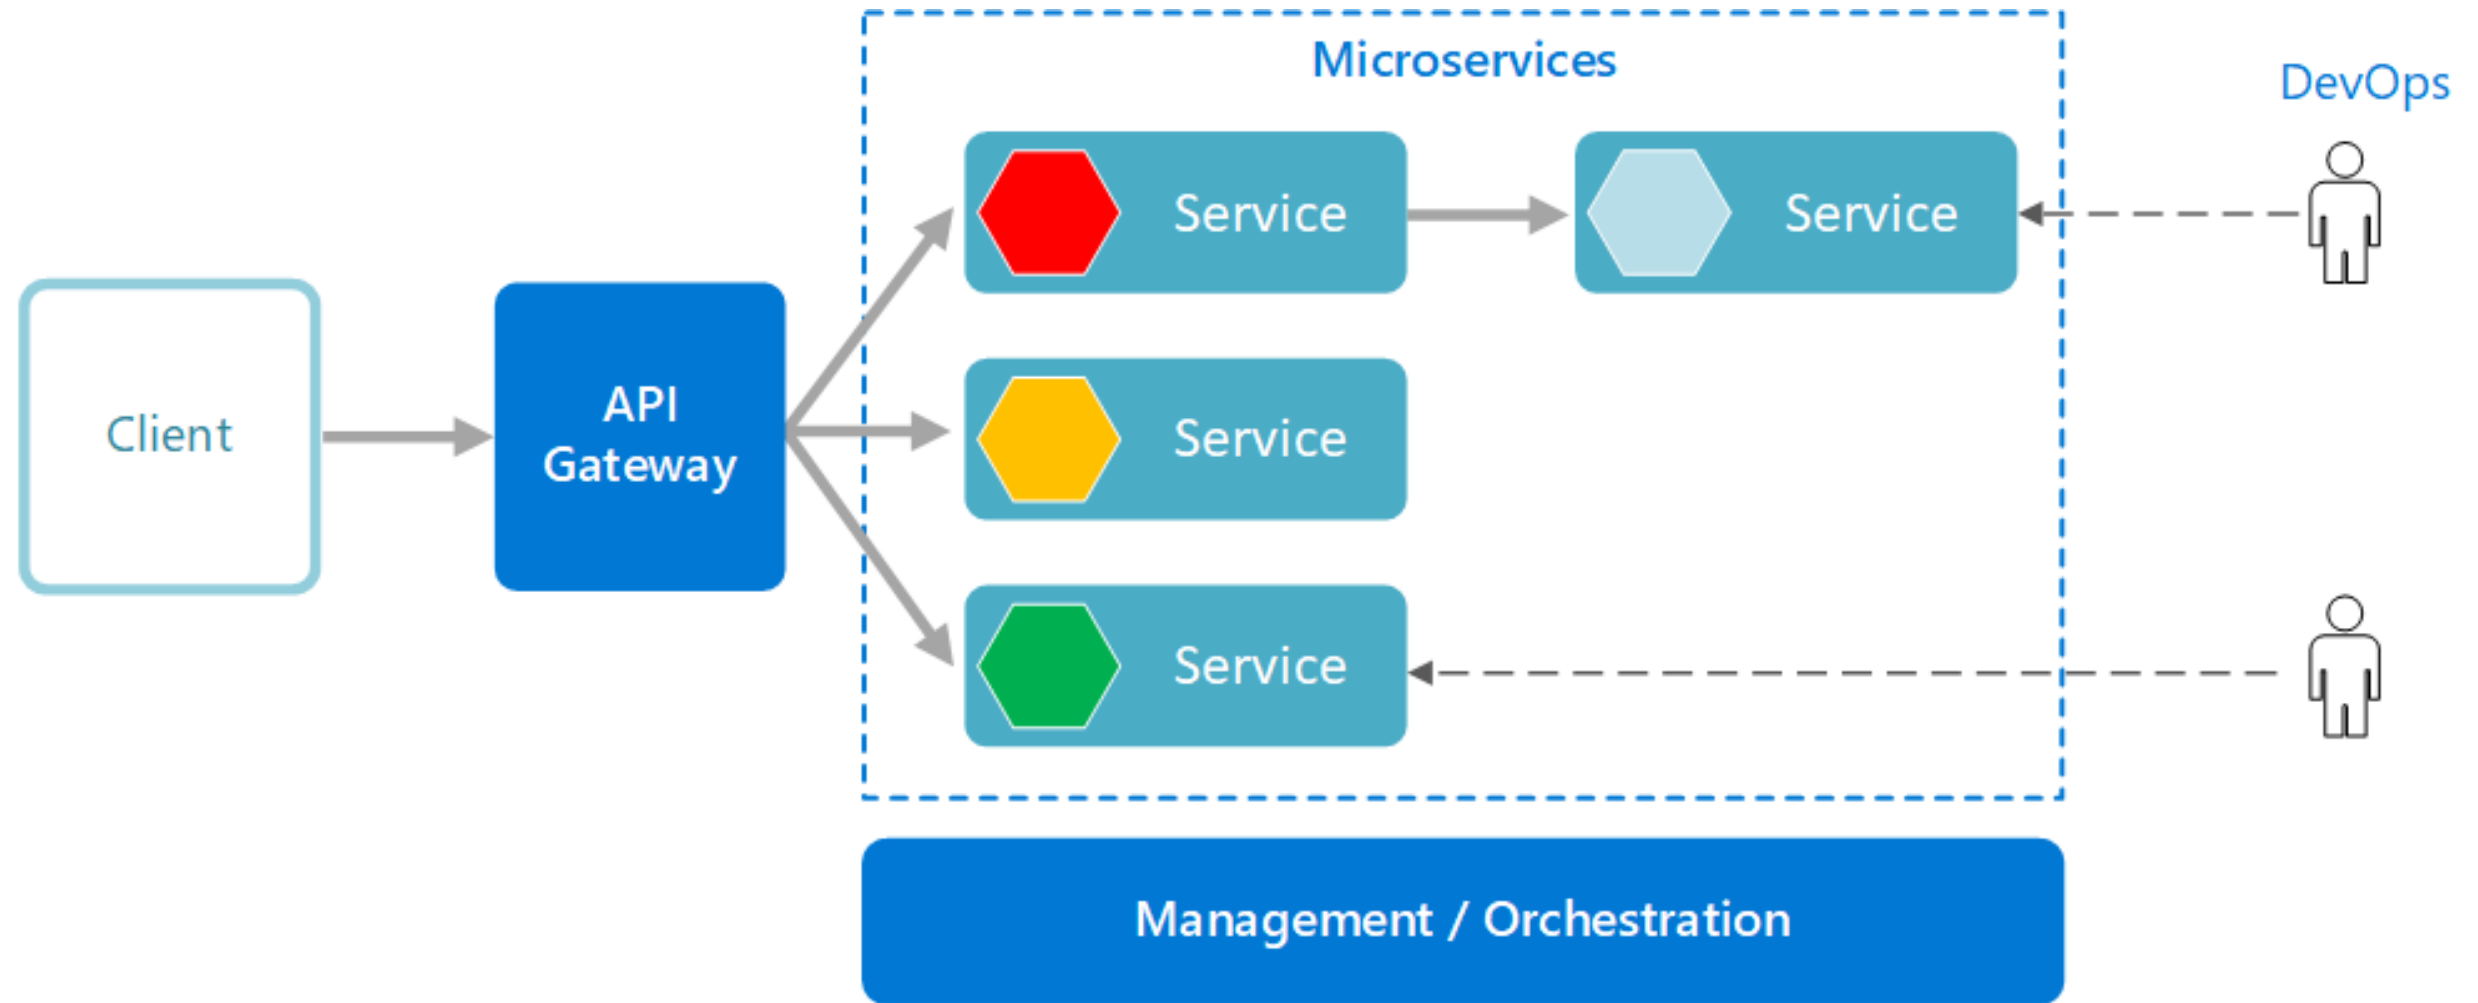 Microservices
DevOps
Service
Service
Client
API
Gateway
Service
Service
Management / Orchestration